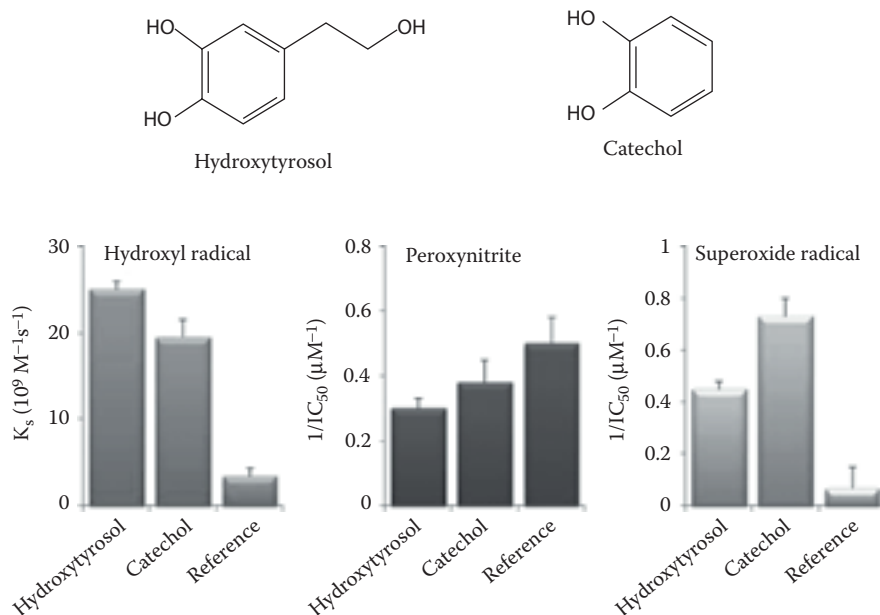 HO
OH
HO
Hydroxytyrosol
HO
HO
Catechol
30
20
10
0
Kₛ (10⁹ M⁻¹s⁻¹)
Hydroxyl radical
Hydroxytyrosol
Catechol
Reference
0.8
0.6
0.4
0.2
0
1/IC₅₀ (μM⁻¹)
Peroxynitrite
Hydroxytyrosol
Catechol
Reference
1
0.8
0.6
0.4
0.2
0
1/IC₅₀ (μM⁻¹)
Superoxide radical
Hydroxytyrosol
Catechol
Reference